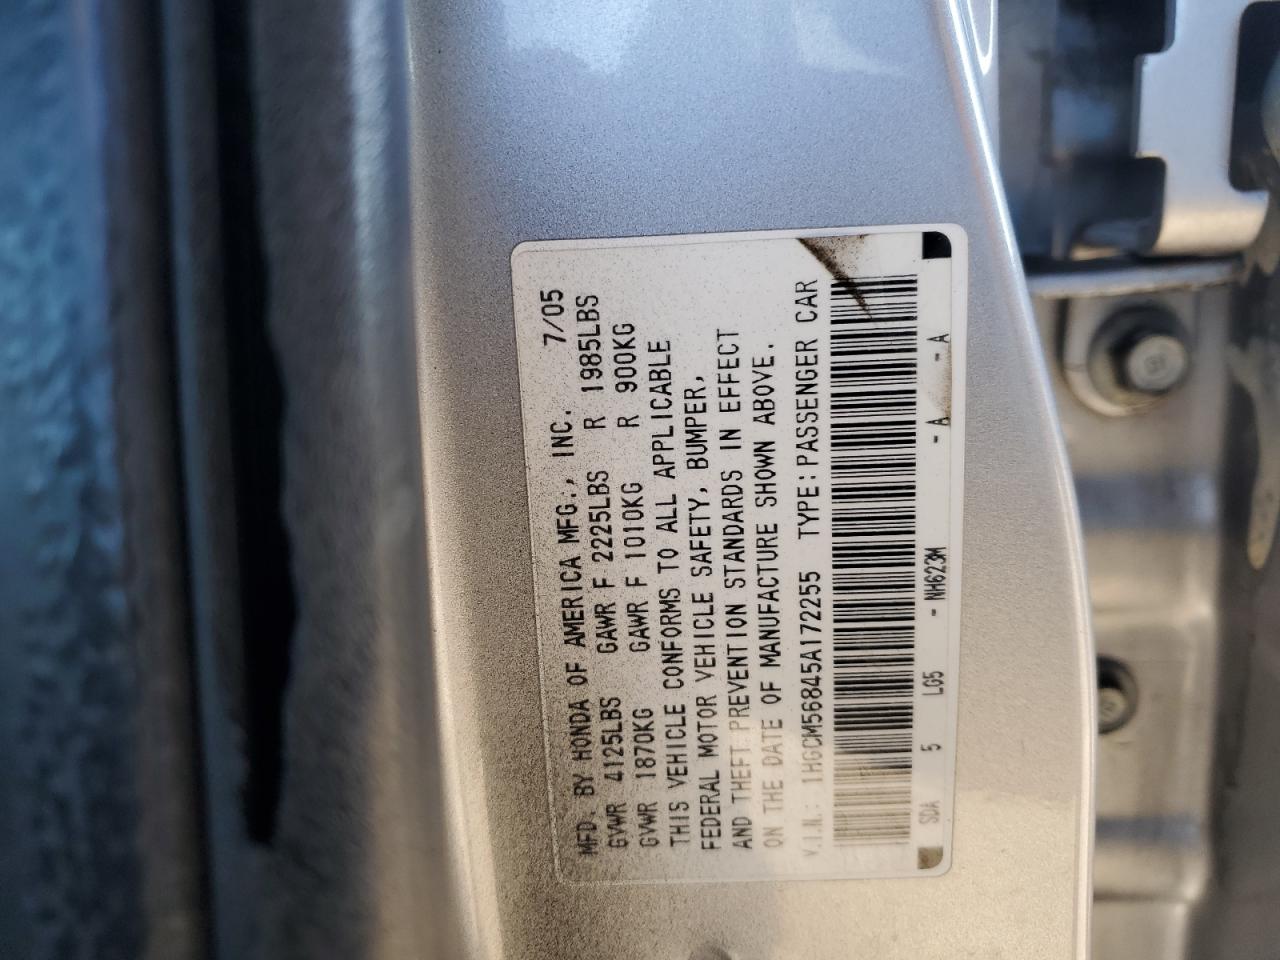 MFD. BY HONDA OF AMERICA MFG., INC. 7/05
GVWR 4125LBS GAWR F 2225LBS R 1985LBS
GVWR 1870KG GAWR F 1010KG R 900KG
THIS VEHICLE CONFORMS TO ALL APPLICABLE
FEDERAL MOTOR VEHICLE SAFETY, BUMPER,
AND THEFT PREVENTION STANDARDS IN EFFECT
ON THE DATE OF MANUFACTURE SHOWN ABOVE.
V.I.N.: 1HGCM56845A172255 TYPE:PASSENGER CAR
SDA 5 LG5 - NH623M - A - A